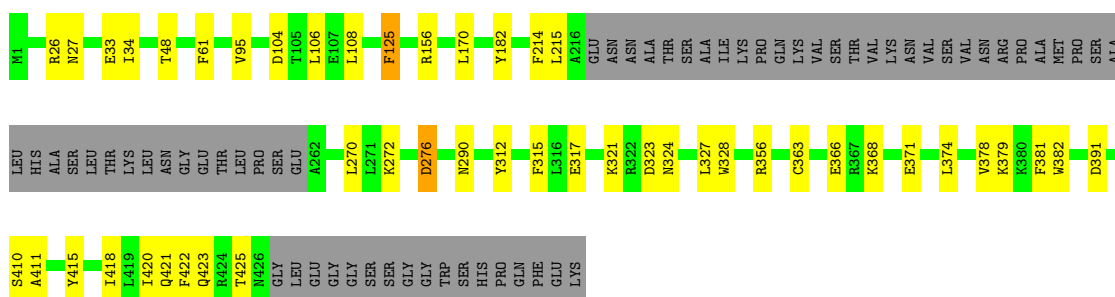 M1 R26 N27 E33 I34 T48 F61 V95 D104 T105 L106 E107 L108 F125 R156 L170 Y182 F214 L215 A216 GLU ASN ASN ALA THR SER ALA ILE LYS PRO GLN LYS VAL SER THR VAL LYS ASN VAL SER VAL ASN ARG PRO ALA MET PRO SER ALA
LEU HIS ALA SER LEU THR LYS LEU ASN GLY GLU THR LEU PRO SER GLU A262 L270 L271 K272 D276 N290 Y312 F315 L316 E317 K321 R322 D323 N324 L327 W328 R356 C363 E366 R367 K368 E371 L374 V378 K379 K380 F381 W382 D391
S410 A411 Y415 I418 L419 I420 Q421 F422 Q423 R424 T425 N426 GLY LEU GLU GLY GLY SER SER GLY GLY TRP SER HIS PRO GLN PHE GLU LYS